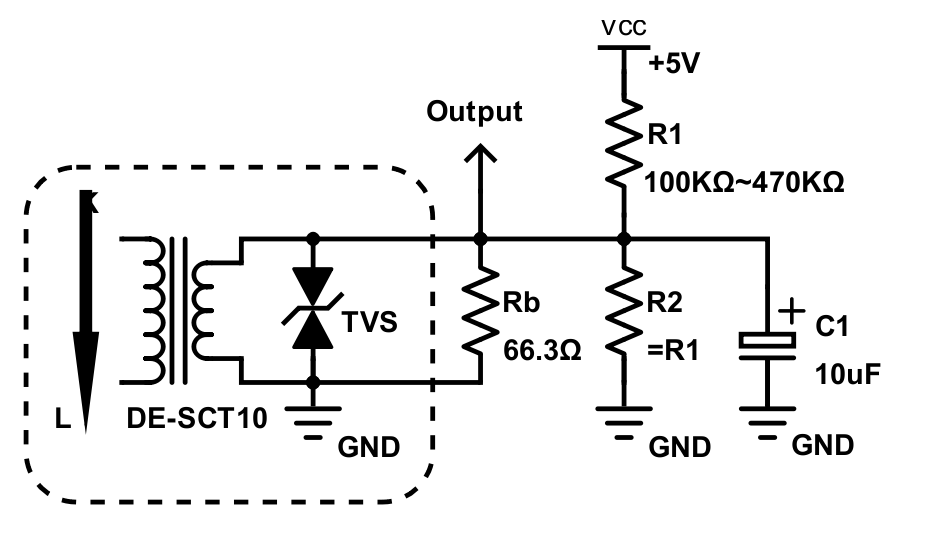 VCC
+5V
Output
R1
100KΩ~470KΩ
Rb
66.3Ω
R2
=R1
+
C1
10uF
TVS
L
DE-SCT10
GND
GND
GND